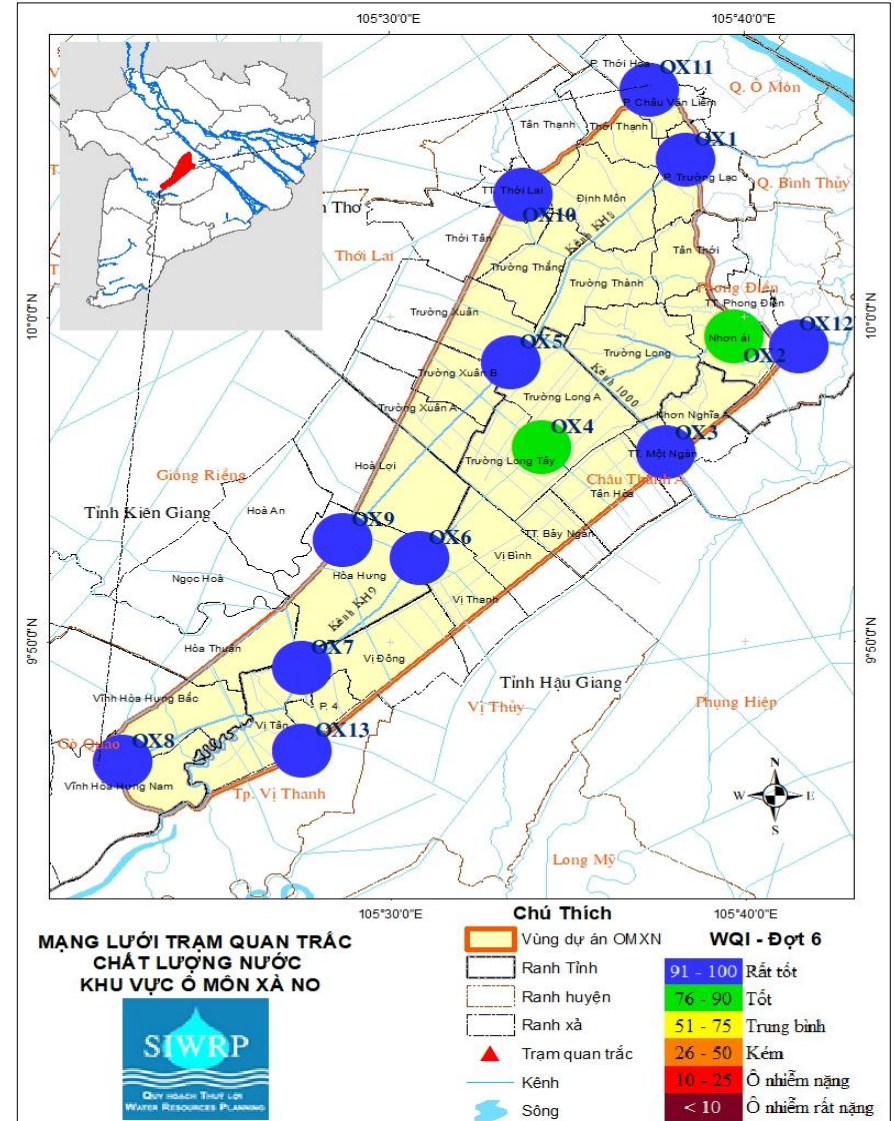 105°30'0"E
105°40'0"E
P. Thới Hòa
OX11
Q. Ô Môn
P. Châu Văn Liêm
Tân Thạnh
Thới Thạnh
OX1
P. Trường Lạc
TT. Thới Lai
Q. Bình Thủy
Định Môn
OX10
Kênh KH8
Thới Tân
Thới Lai
Tân Thới
Trường Thắng
Trường Thành
Phong Điền
TT. Phong Điền
10°0'0"N
10°0'0"N
Trường Xuân
OX12
Nhơn ái
OX5
OX2
Trường Long
Trường Xuân B
Kênh 1000
Trường Long A
Trường Xuân A
Nhơn Nghĩa A
OX4
OX3
Trường Long Tây
TT. Một Ngàn
Hoà Lợi
Giồng Riềng
Châu Thành A
Tân Hòa
Tỉnh Kiên Giang
Hoà An
OX9
TT. Bảy Ngàn
OX6
Vị Bình
Ngọc Hoà
Hòa Hưng
Vị Thanh
Kênh KH9
9°50'0"N
9°50'0"N
Hòa Thuận
OX7
Vị Đông
Tỉnh Hậu Giang
Vĩnh Hòa Hưng Bắc
Vị Thủy
Phụng Hiệp
P. 4
Vị Tân
OX13
Gò Quao
OX8
Vĩnh Hòa Hưng Nam
Tp. Vị Thanh
N
W
E
S
Long Mỹ
105°30'0"E
105°40'0"E
MẠNG LƯỚI TRẠM QUAN TRẮC
CHẤT LƯỢNG NƯỚC
KHU VỰC Ô MÔN XÀ NO
SIWRP
QUY HOẠCH THUỶ LỢI
WATER RESOURCES PLANNING
Chú Thích
Vùng dự án OMXN
Ranh Tỉnh
Ranh huyện
Ranh xả
Trạm quan trắc
Kênh
Sông
WQI - Đợt 6
91 - 100 Rất tốt
76 - 90 Tốt
51 - 75 Trung bình
26 - 50 Kém
10 - 25 Ô nhiễm nặng
< 10 Ô nhiễm rất nặng